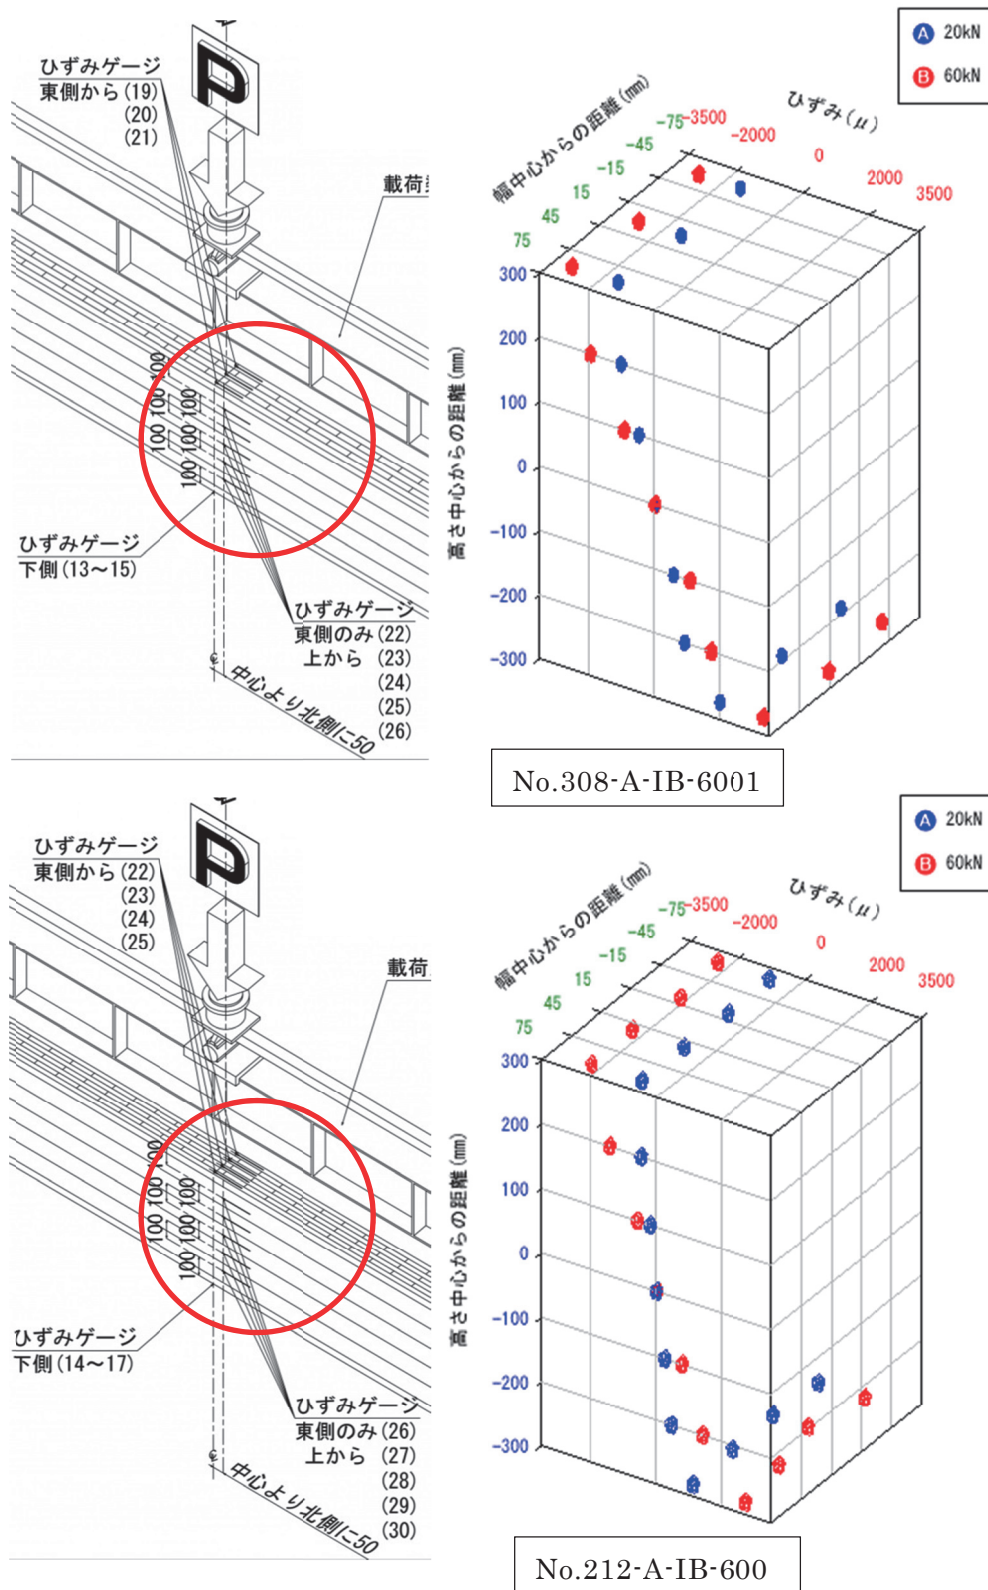 P
ひずみゲージ
東側から(19)
(20)
(21)
載荷
100
100
100
100
100
100
ひずみゲージ
下側(13~15)
ひずみゲージ
東側のみ(22)
上から (23)
(24)
(25)
(26)
中心より北側に50
A 20kN
B 60kN
ひずみ(μ)
-3500
-2000
0
2000
3500
幅中心からの距離(mm)
-75
-45
-15
15
45
75
高さ中心からの距離(mm)
300
200
100
0
-100
-200
-300
No.308-A-IB-6001
P
ひずみゲージ
東側から(22)
(23)
(24)
(25)
載荷
100
100
100
100
100
100
ひずみゲージ
下側(14~17)
ひずみゲージ
東側のみ(26)
上から (27)
(28)
(29)
(30)
中心より北側に50
A 20kN
B 60kN
ひずみ(μ)
-3500
-2000
0
2000
3500
幅中心からの距離(mm)
-75
-45
-15
15
45
75
高さ中心からの距離(mm)
300
200
100
0
-100
-200
-300
No.212-A-IB-600